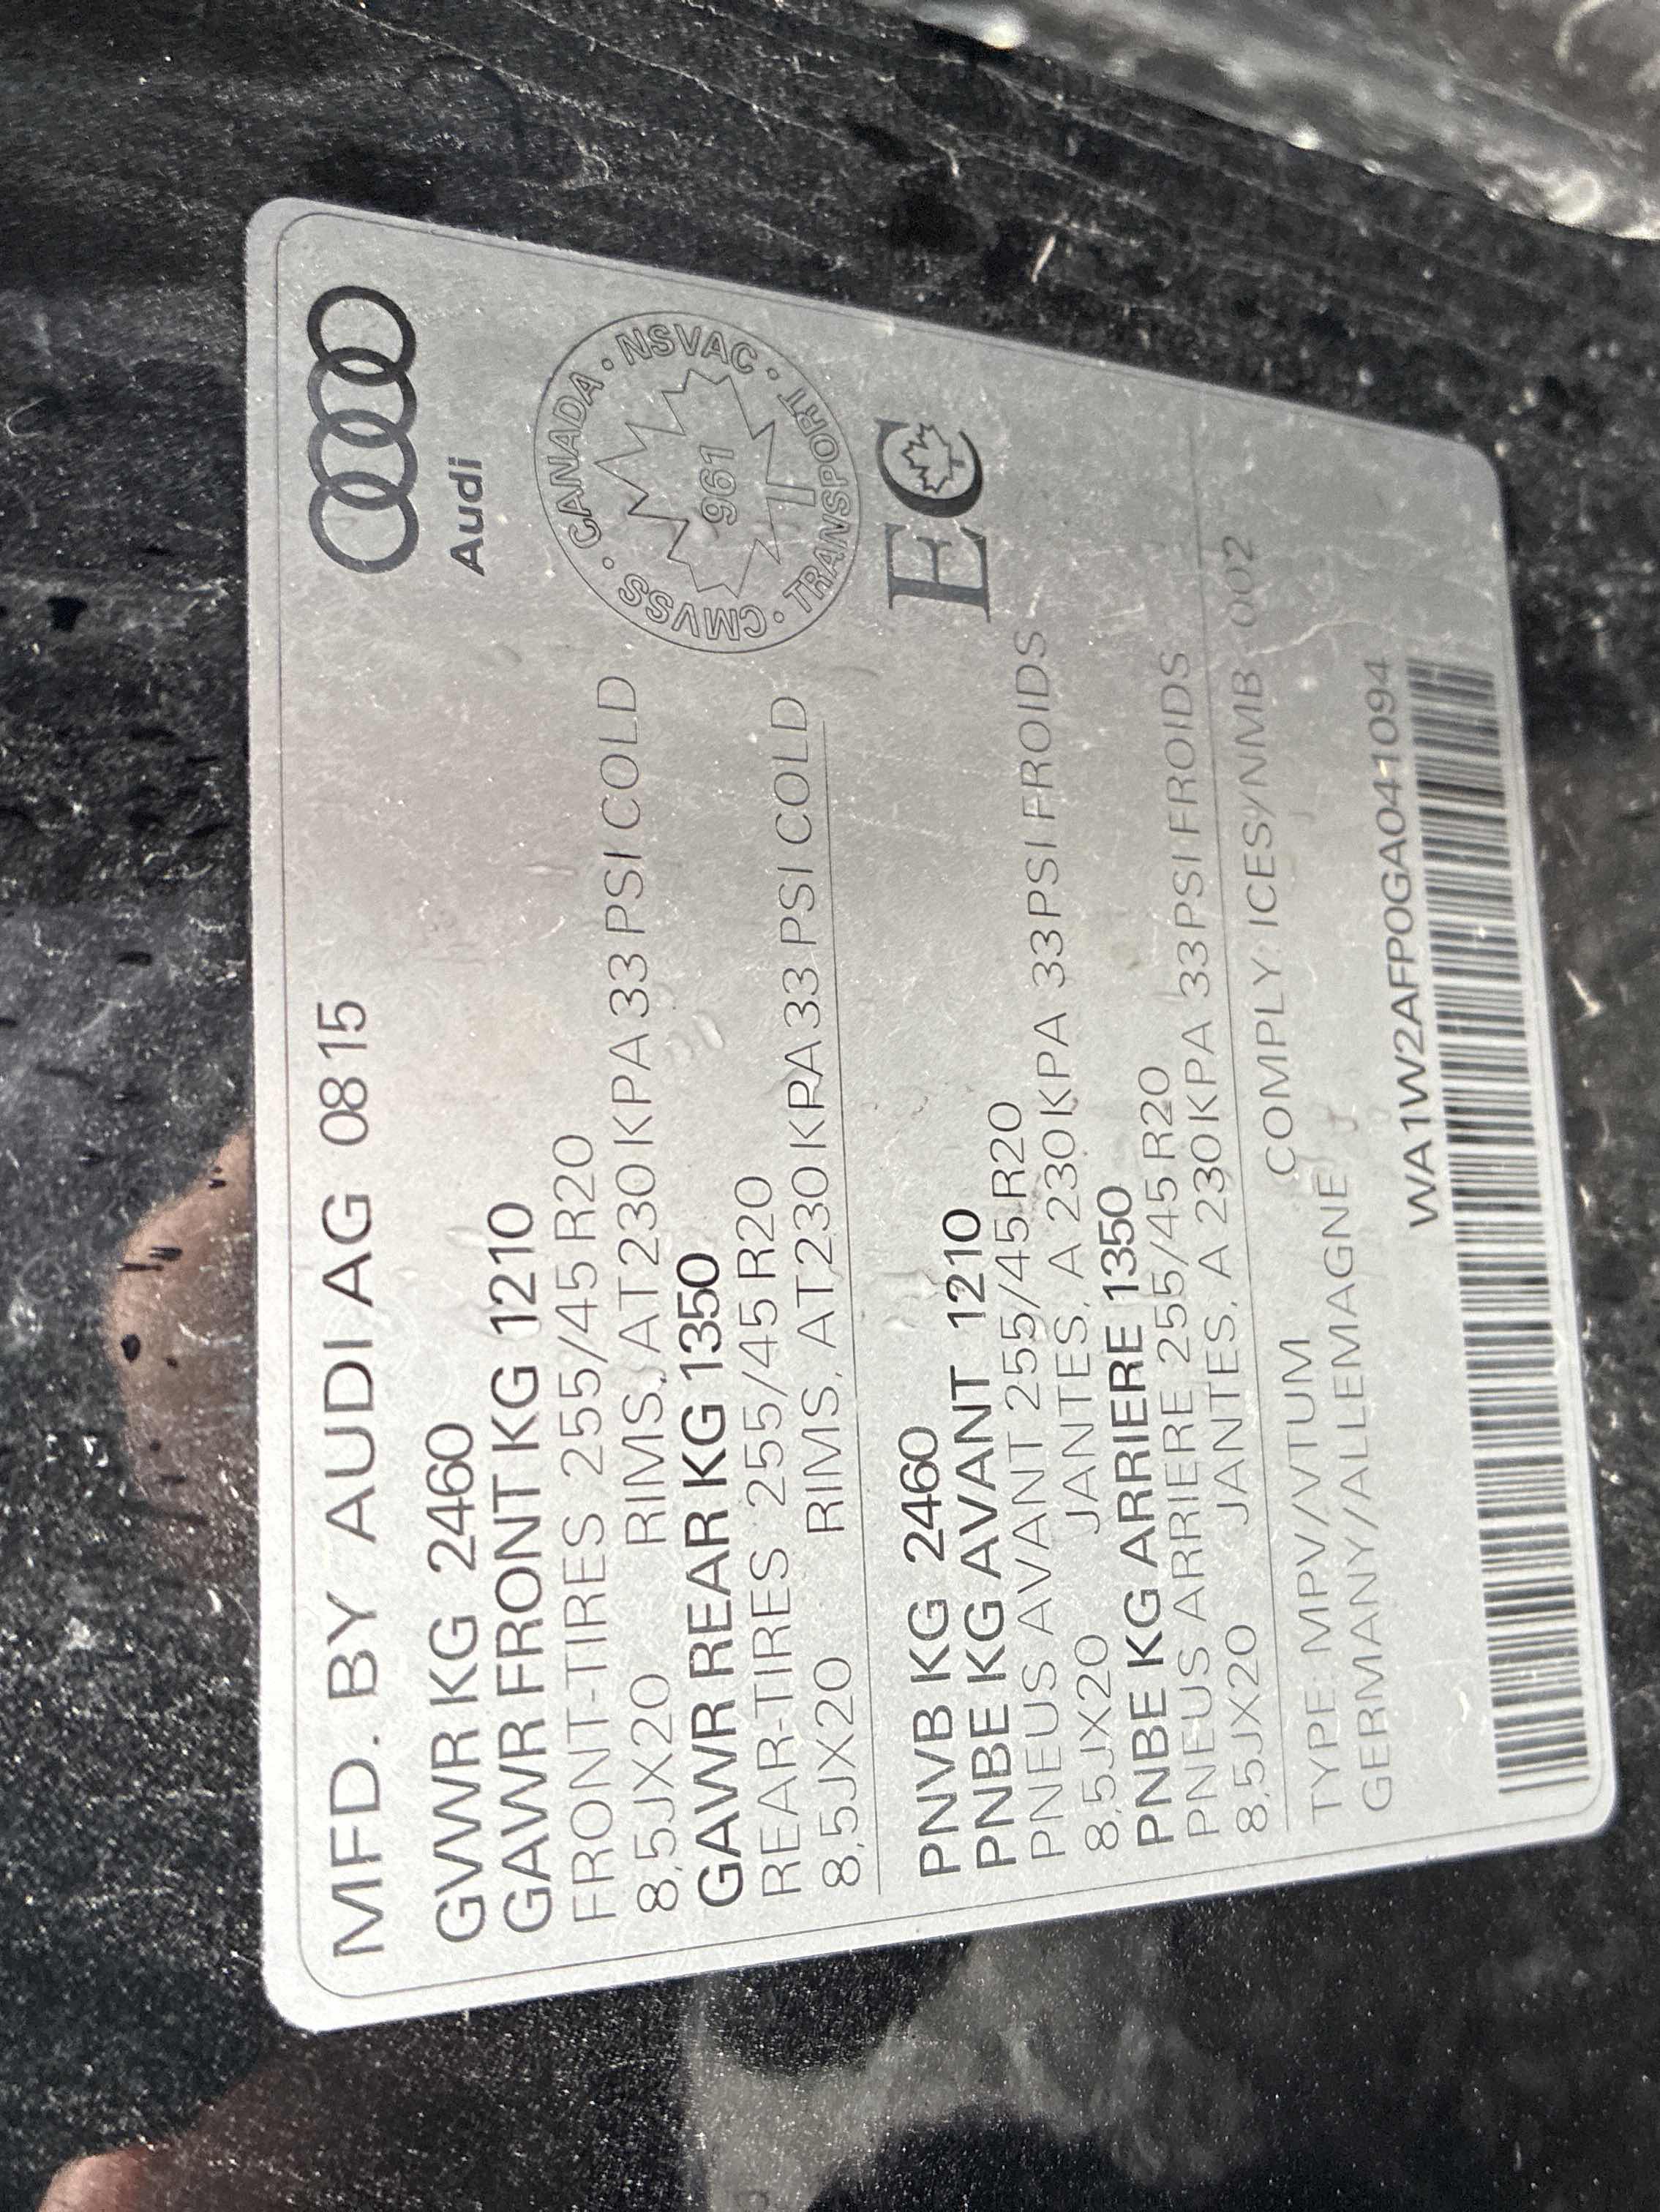 MFD. BY AUDI AG 0815
Audi
GVWR KG 2460
GAWR FRONT KG 1210
FRONT-TIRES 255/45 R20
8,5JX20 RIMS, AT 230 KPA 33 PSI COLD
GAWR REAR KG 1350
REAR-TIRES 255/45 R20
8,5JX20 RIMS, AT 230 KPA 33 PSI COLD
CANADA · NSVAC · TRANSPORT · CMVSS ·
961
EC
PNVB KG 2460
PNBE KG AVANT 1210
PNEUS AVANT 255/45 R20
8,5JX20 JANTES, A 230 KPA 33 PSI FROIDS
PNBE KG ARRIERE 1350
PNEUS ARRIERE 255/45 R20
8,5JX20 JANTES, A 230 KPA 33 PSI FROIDS
TYPE: MPV/VTUM COMPLY: ICES/NMB 002
GERMANY/ALLEMAGNE
WA1W2AFP0GA041094